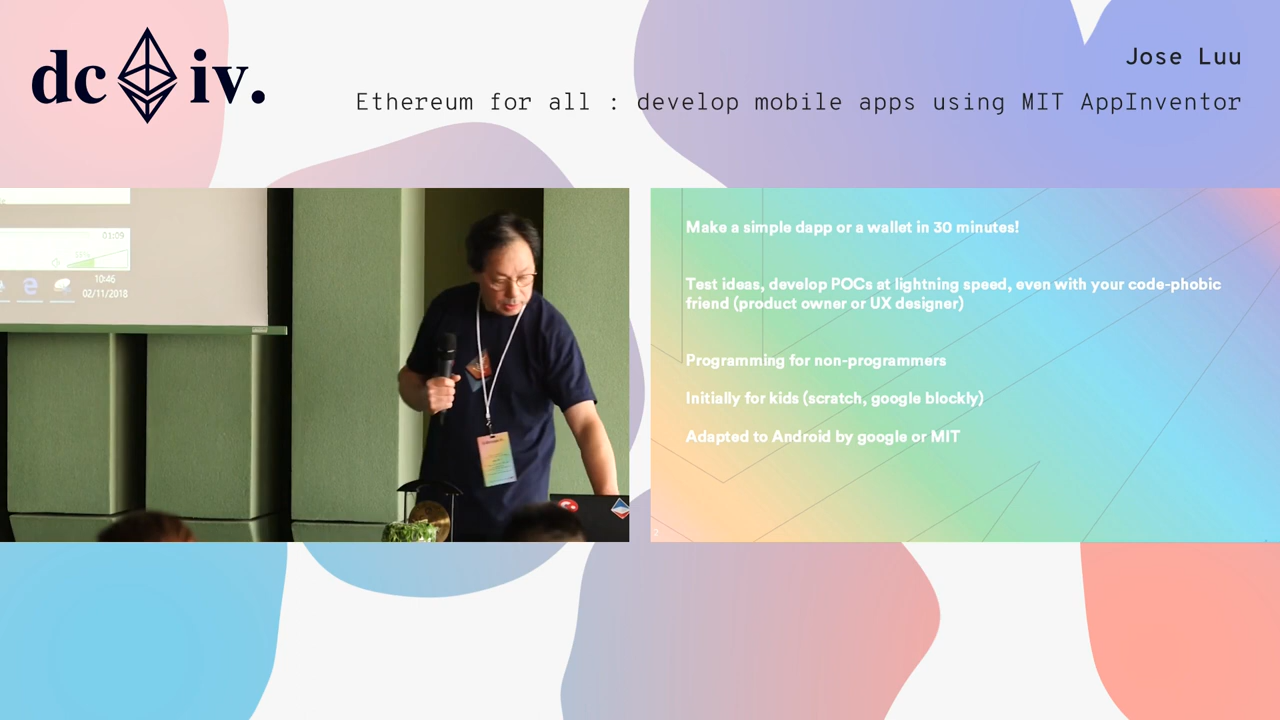 dc iv.
Jose Luu
Ethereum for all : develop mobile apps using MIT AppInventor
01:09
10:46
02/11/2018
Make a simple dapp or a wallet in 30 minutes!
Test ideas, develop POCs at lightning speed, even with your code-phobic
friend (product owner or UX designer)
Programming for non-programmers
Initially for kids (scratch, google blockly)
Adapted to Android by google or MIT